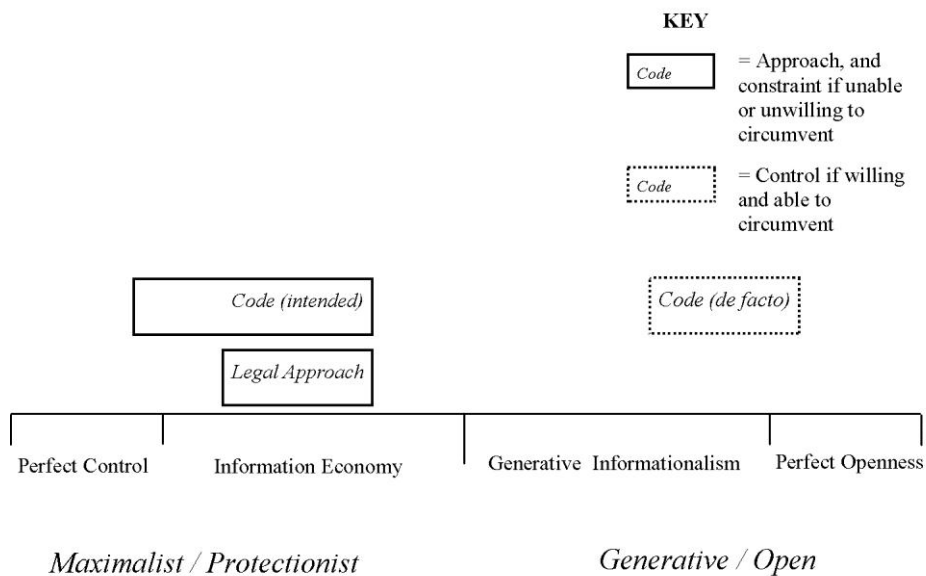 KEY
Code
= Approach, and
constraint if unable
or unwilling to
circumvent
Code
= Control if willing
and able to
circumvent
Code (intended)
Code (de facto)
Legal Approach
Perfect Control
Information Economy
Generative Informationalism
Perfect Openness
Maximalist / Protectionist
Generative / Open